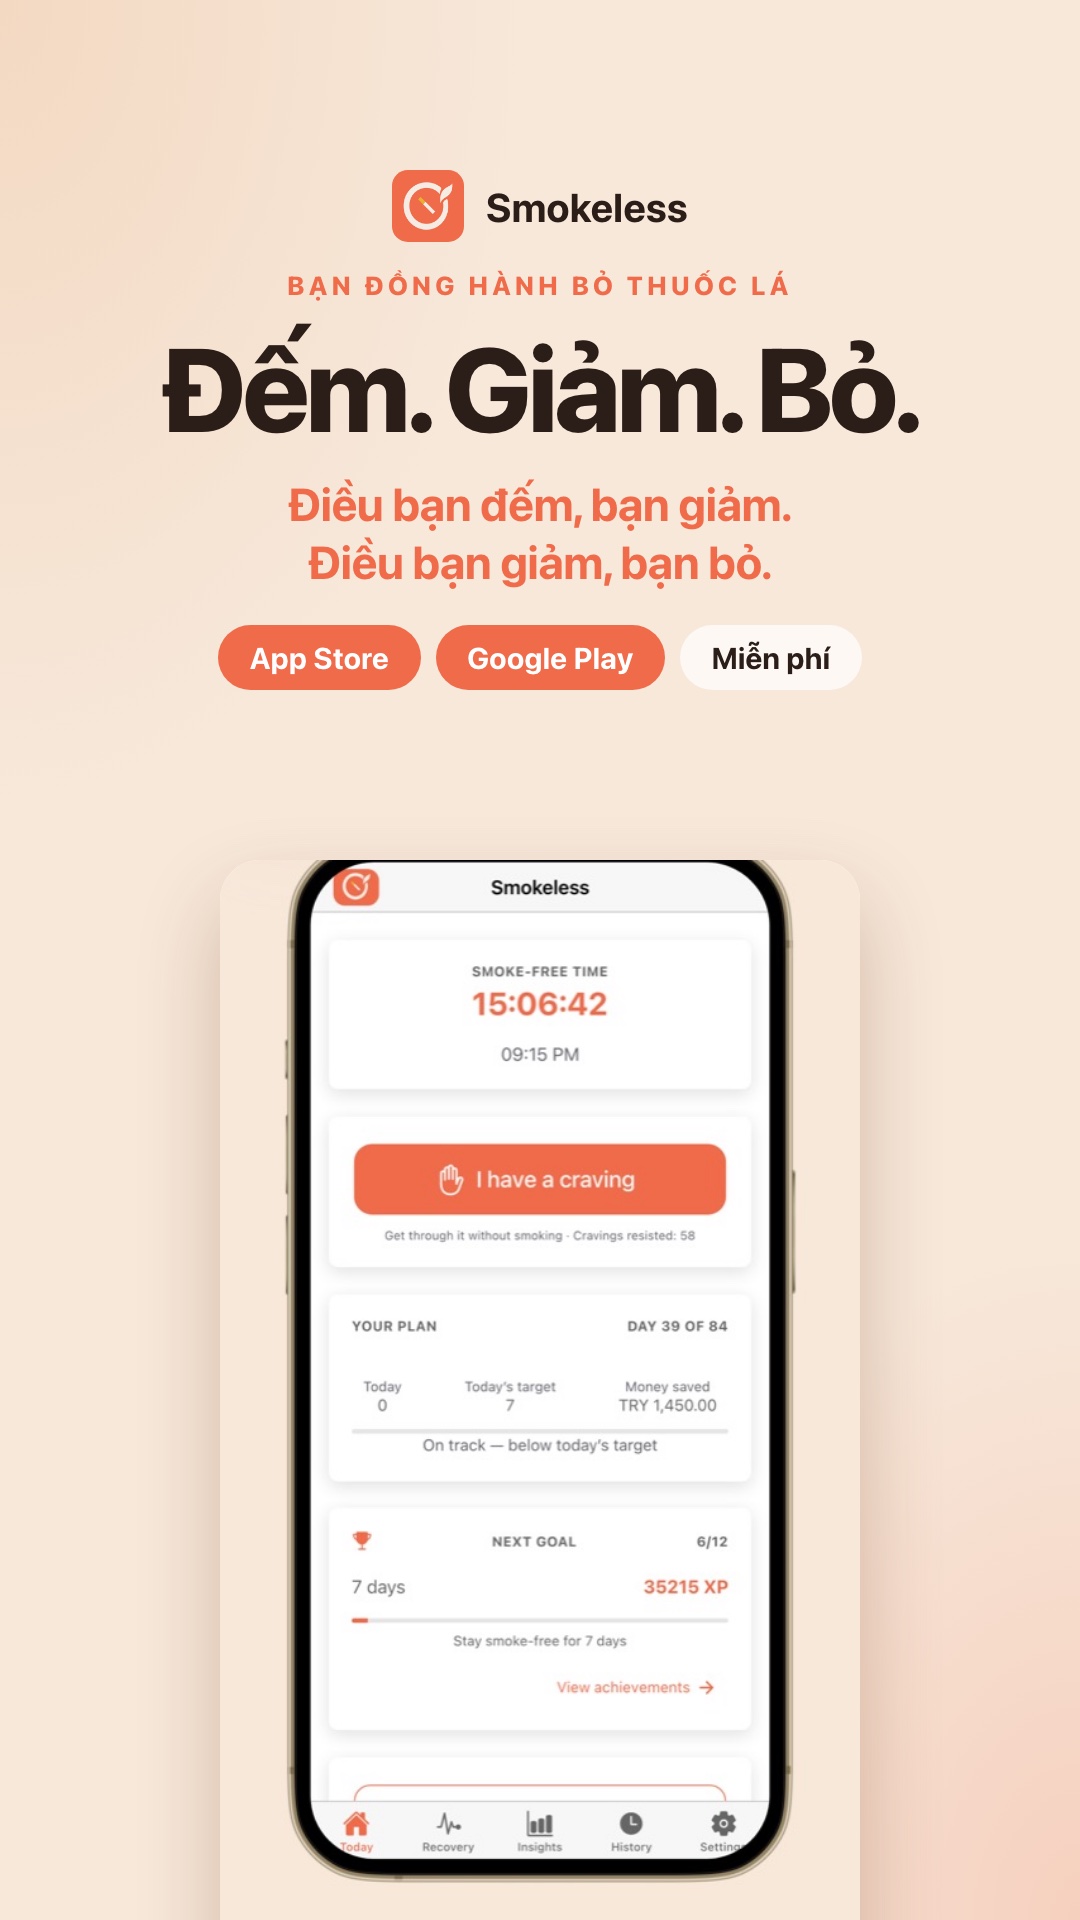 Smokeless
BẠN ĐỒNG HÀNH BỎ THUỐC LÁ
Đếm. Giảm. Bỏ.
Điều bạn đếm, bạn giảm.
Điều bạn giảm, bạn bỏ.
App Store Google Play Miễn phí
Smokeless
SMOKE-FREE TIME
15:06:42
09:15 PM
I have a craving
Get through it without smoking · Cravings resisted: 58
YOUR PLAN DAY 39 OF 84
Today Today's target Money saved
0 7 TRY 1,450.00
On track — below today's target
NEXT GOAL 6/12
7 days 35215 XP
Stay smoke-free for 7 days
View achievements →
Today Recovery Insights History Settings